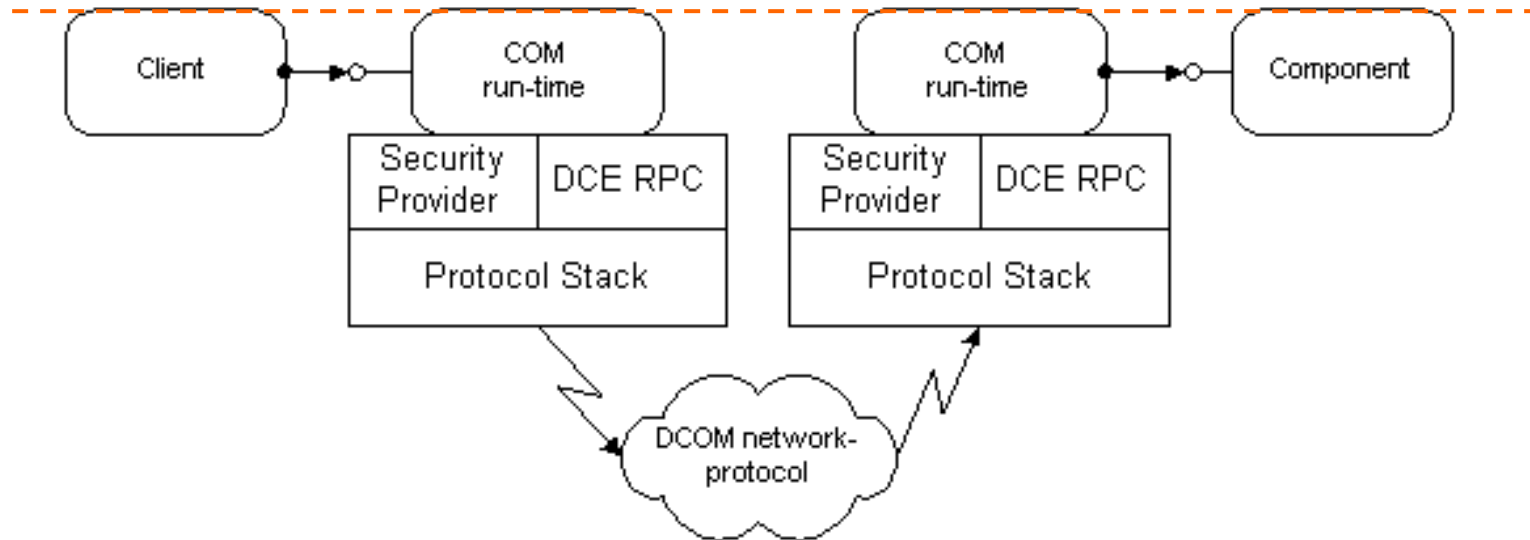 Client
COM
run-time
COM
run-time
Component
Security
Provider
DCE RPC
Security
Provider
DCE RPC
Protocol Stack
Protocol Stack
DCOM network-
protocol